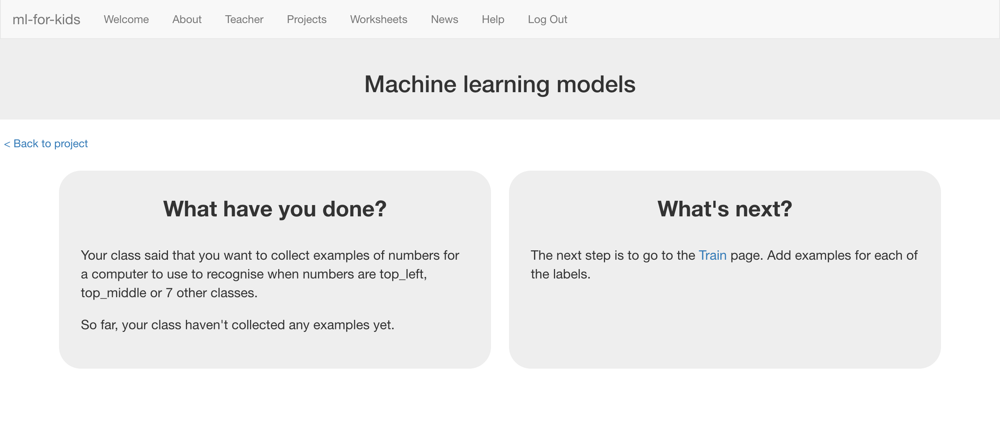 ml-for-kids Welcome About Teacher Projects Worksheets News Help Log Out
Machine learning models
< Back to project
What have you done?
Your class said that you want to collect examples of numbers for
a computer to use to recognise when numbers are top_left,
top_middle or 7 other classes.
So far, your class haven't collected any examples yet.
What's next?
The next step is to go to the Train page. Add examples for each of
the labels.